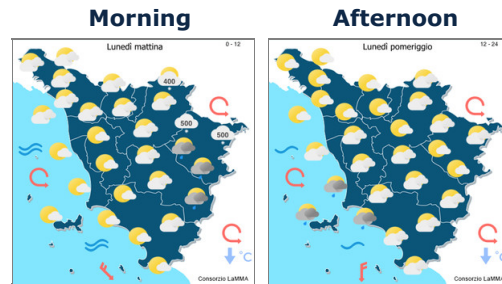 Morning
Afternoon
Lunedì mattina
0 - 12
400
500
500
°C
Consorzio LaMMA
Lunedì pomeriggio
12 - 24
°C
Consorzio LaMMA